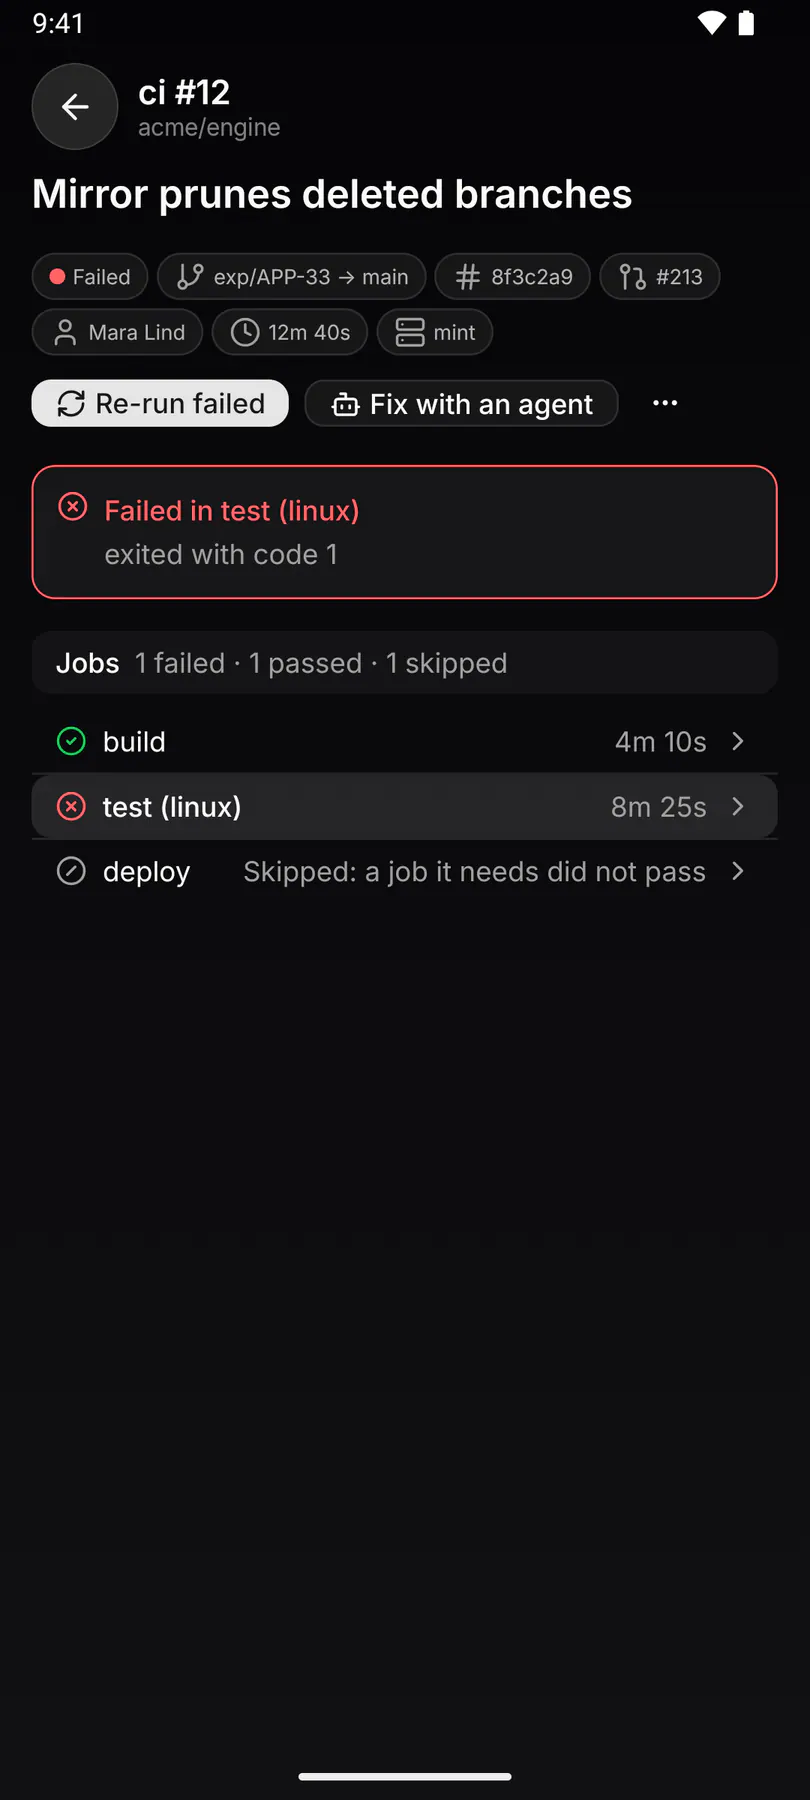 9:41
ci #12
acme/engine
Mirror prunes deleted branches
Failed
exp/APP-33 → main
8f3c2a9
#213
Mara Lind
12m 40s
mint
Re-run failed
Fix with an agent
Failed in test (linux)
exited with code 1
Jobs 1 failed · 1 passed · 1 skipped
build 4m 10s
test (linux) 8m 25s
deploy Skipped: a job it needs did not pass